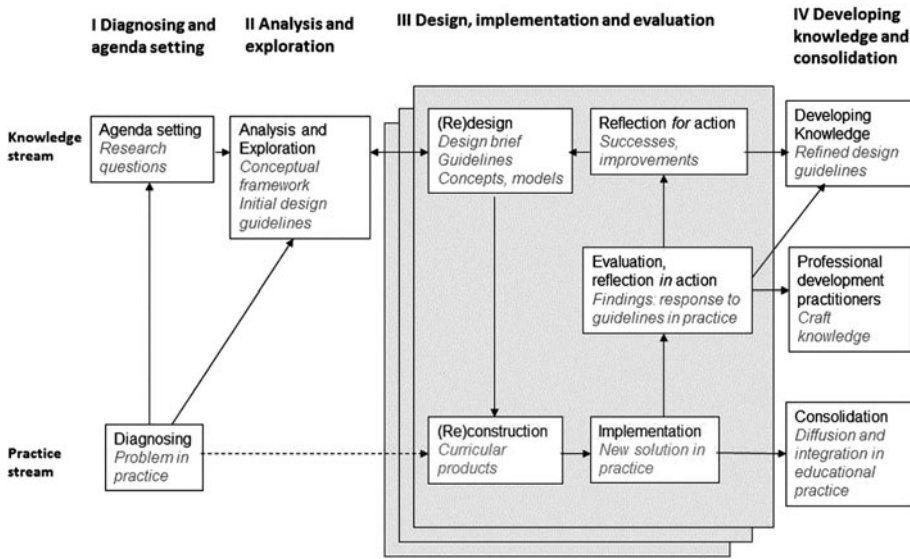 I Diagnosing and
agenda setting
II Analysis and
exploration
III Design, implementation and evaluation
IV Developing
knowledge and
consolidation
Knowledge
stream
Agenda setting
Research
questions
Analysis and
Exploration
Conceptual
framework
Initial design
guidelines
(Re)design
Design brief
Guidelines
Concepts, models
Reflection for action
Successes,
improvements
Developing
Knowledge
Refined design
guidelines
Evaluation,
reflection in action
Findings: response to
guidelines in practice
Professional
development
practitioners
Craft
knowledge
Practice
stream
Diagnosing
Problem in
practice
(Re)construction
Curricular
products
Implementation
New solution in
practice
Consolidation
Diffusion and
integration in
educational
practice